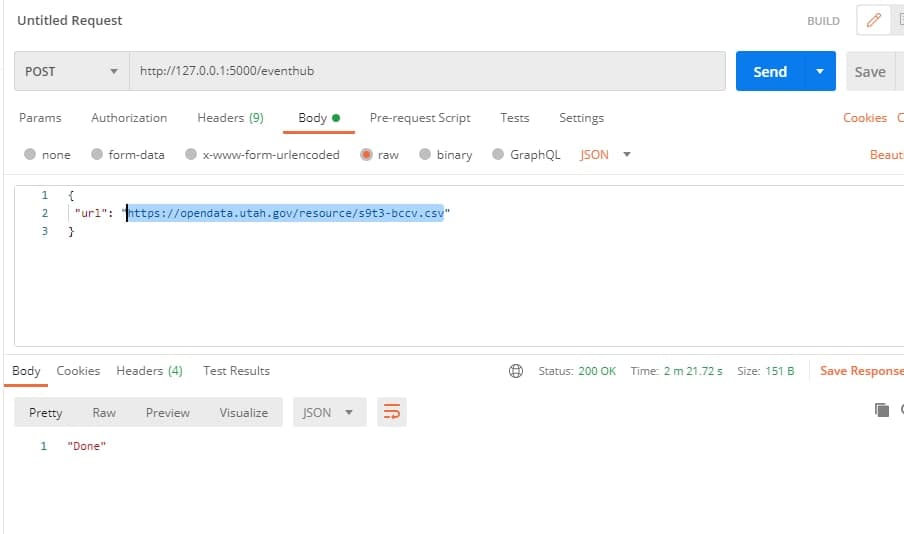 Untitled Request BUILD
POST http://127.0.0.1:5000/eventhub Send Save
Params Authorization Headers (9) Body Pre-request Script Tests Settings Cookies
none form-data x-www-form-urlencoded raw binary GraphQL JSON Beaut
1 {
2 "url": "https://opendata.utah.gov/resource/s9t3-bccv.csv"
3 }
Body Cookies Headers (4) Test Results Status: 200 OK Time: 2 m 21.72 s Size: 151 B Save Response
Pretty Raw Preview Visualize JSON
1 "Done"